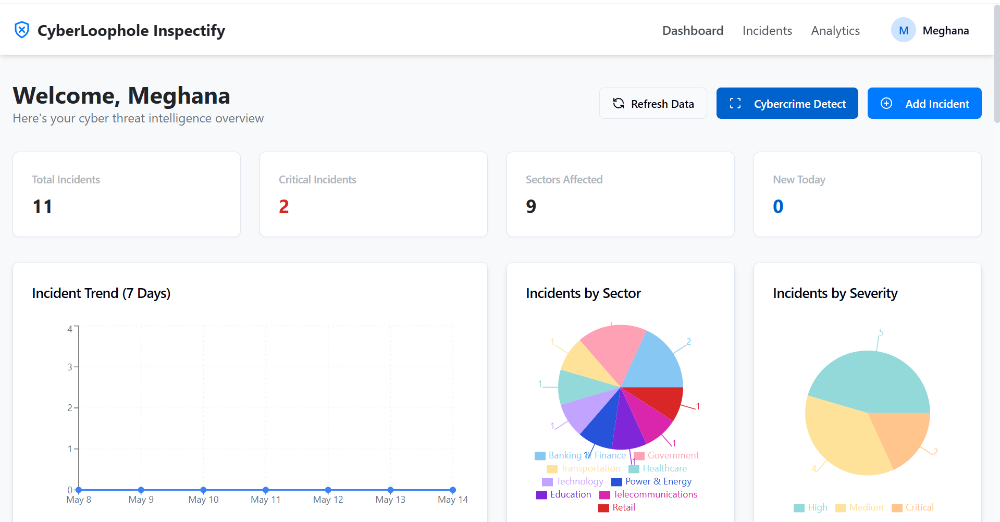 CyberLoophole Inspectify
Dashboard Incidents Analytics M Meghana
Welcome, Meghana
Here's your cyber threat intelligence overview
Refresh Data Cybercrime Detect Add Incident
Total Incidents
11
Critical Incidents
2
Sectors Affected
9
New Today
0
Incident Trend (7 Days)
4
3
2
1
0
May 8 May 9 May 10 May 11 May 12 May 13 May 14
Incidents by Sector
2
1
1
1
1
1
1
1
Banking & Finance Government
Transportation Healthcare
Technology Power & Energy
Education Telecommunications
Retail
Incidents by Severity
5
4
2
High Medium Critical